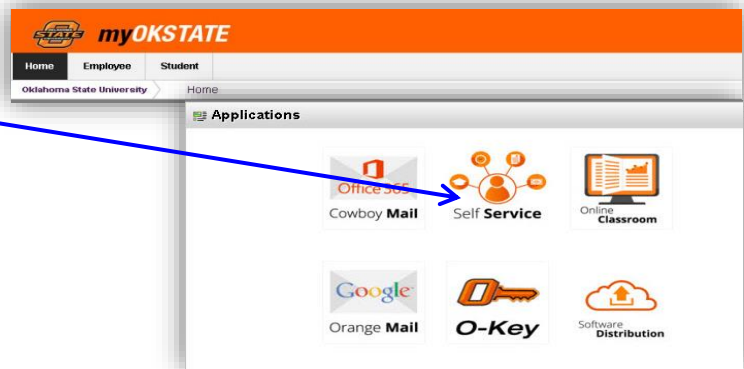 STATE myOKSTATE
Home Employee Student
Oklahoma State University Home
Applications
Office 365
Cowboy Mail
Self Service
Online
Classroom
Google
Orange Mail
O-Key
Software
Distribution